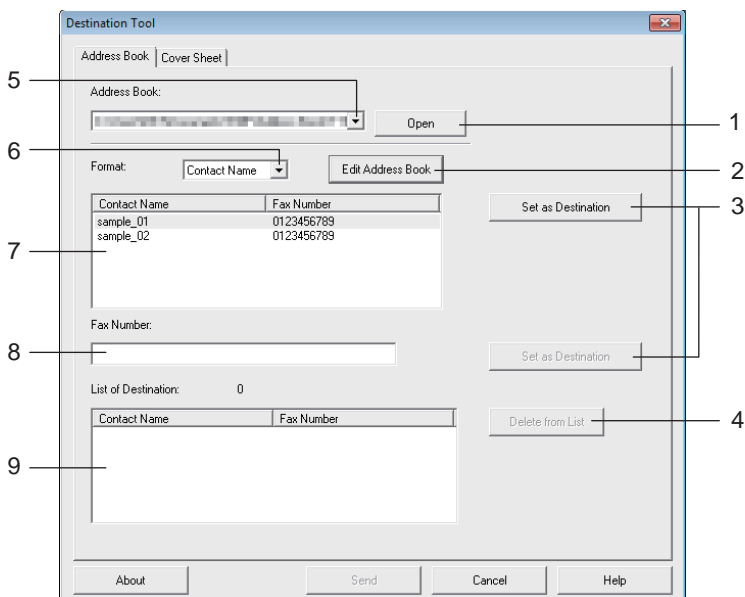 Destination Tool
Address Book Cover Sheet
5
Address Book:
Open 1
6
Format: Contact Name Edit Address Book 2
Contact Name Fax Number Set as Destination 3
sample_01 0123456789
sample_02 0123456789
7
Fax Number:
8 Set as Destination
List of Destination: 0
Contact Name Fax Number Delete from List 4
9
About Send Cancel Help